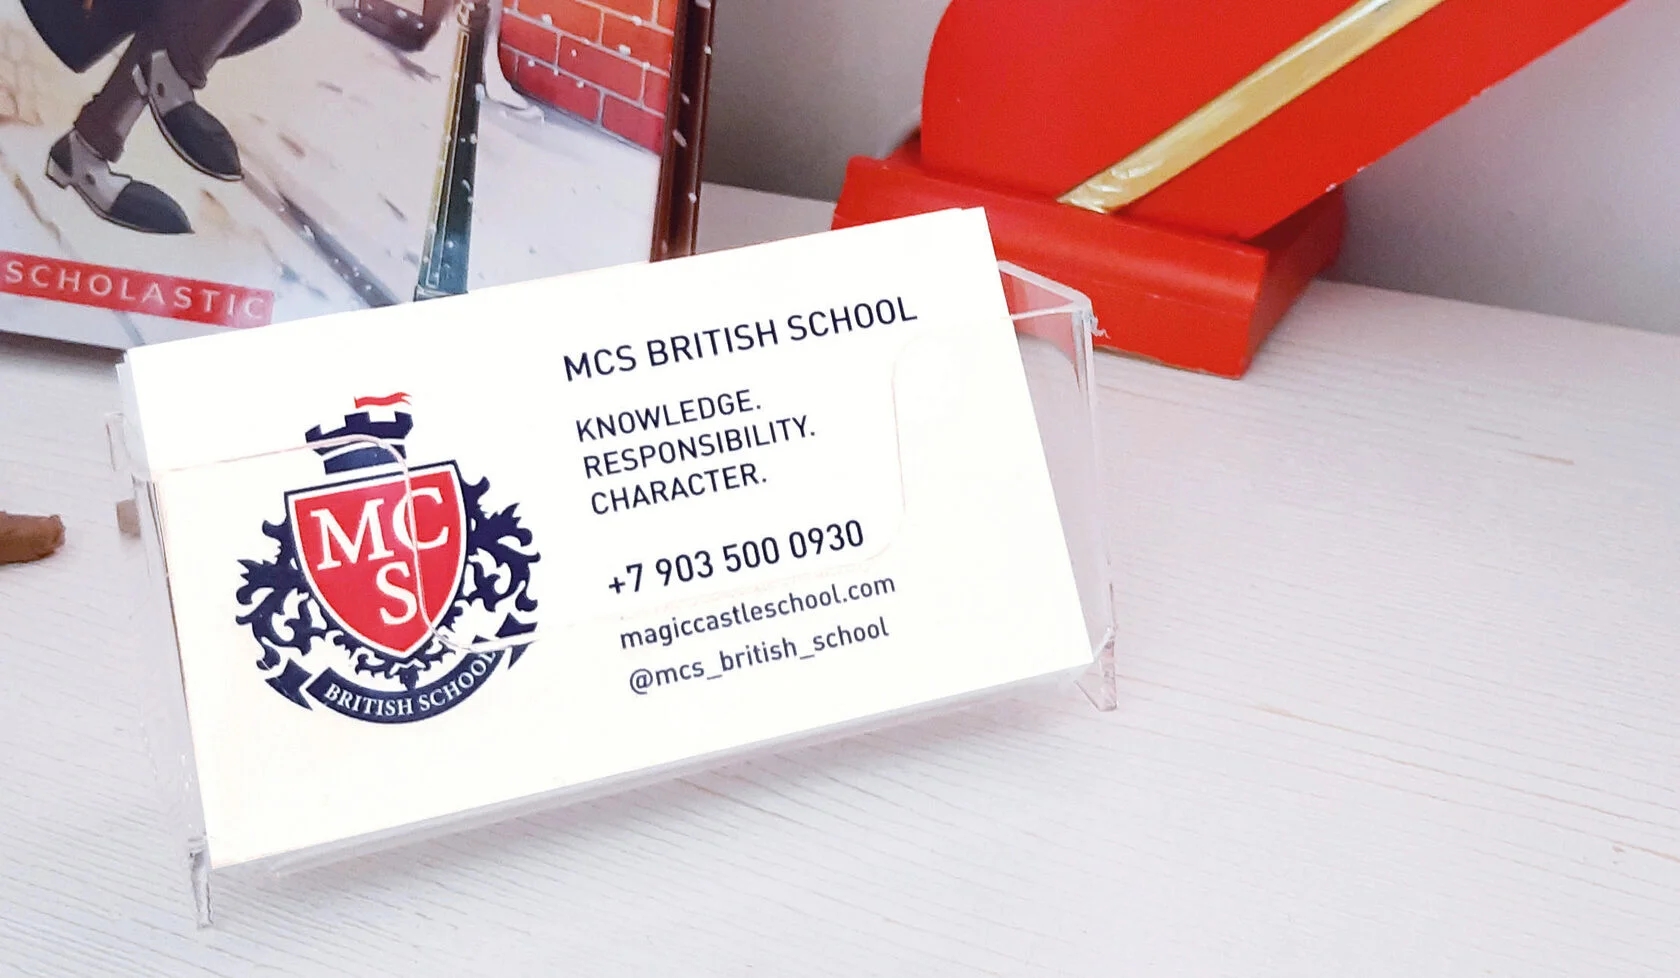 SCHOLASTIC
MCS BRITISH SCHOOL
KNOWLEDGE.
RESPONSIBILITY.
CHARACTER.
+7 903 500 0930
magiccastleschool.com
@mcs_british_school
MC
S
BRITISH SCHOOL